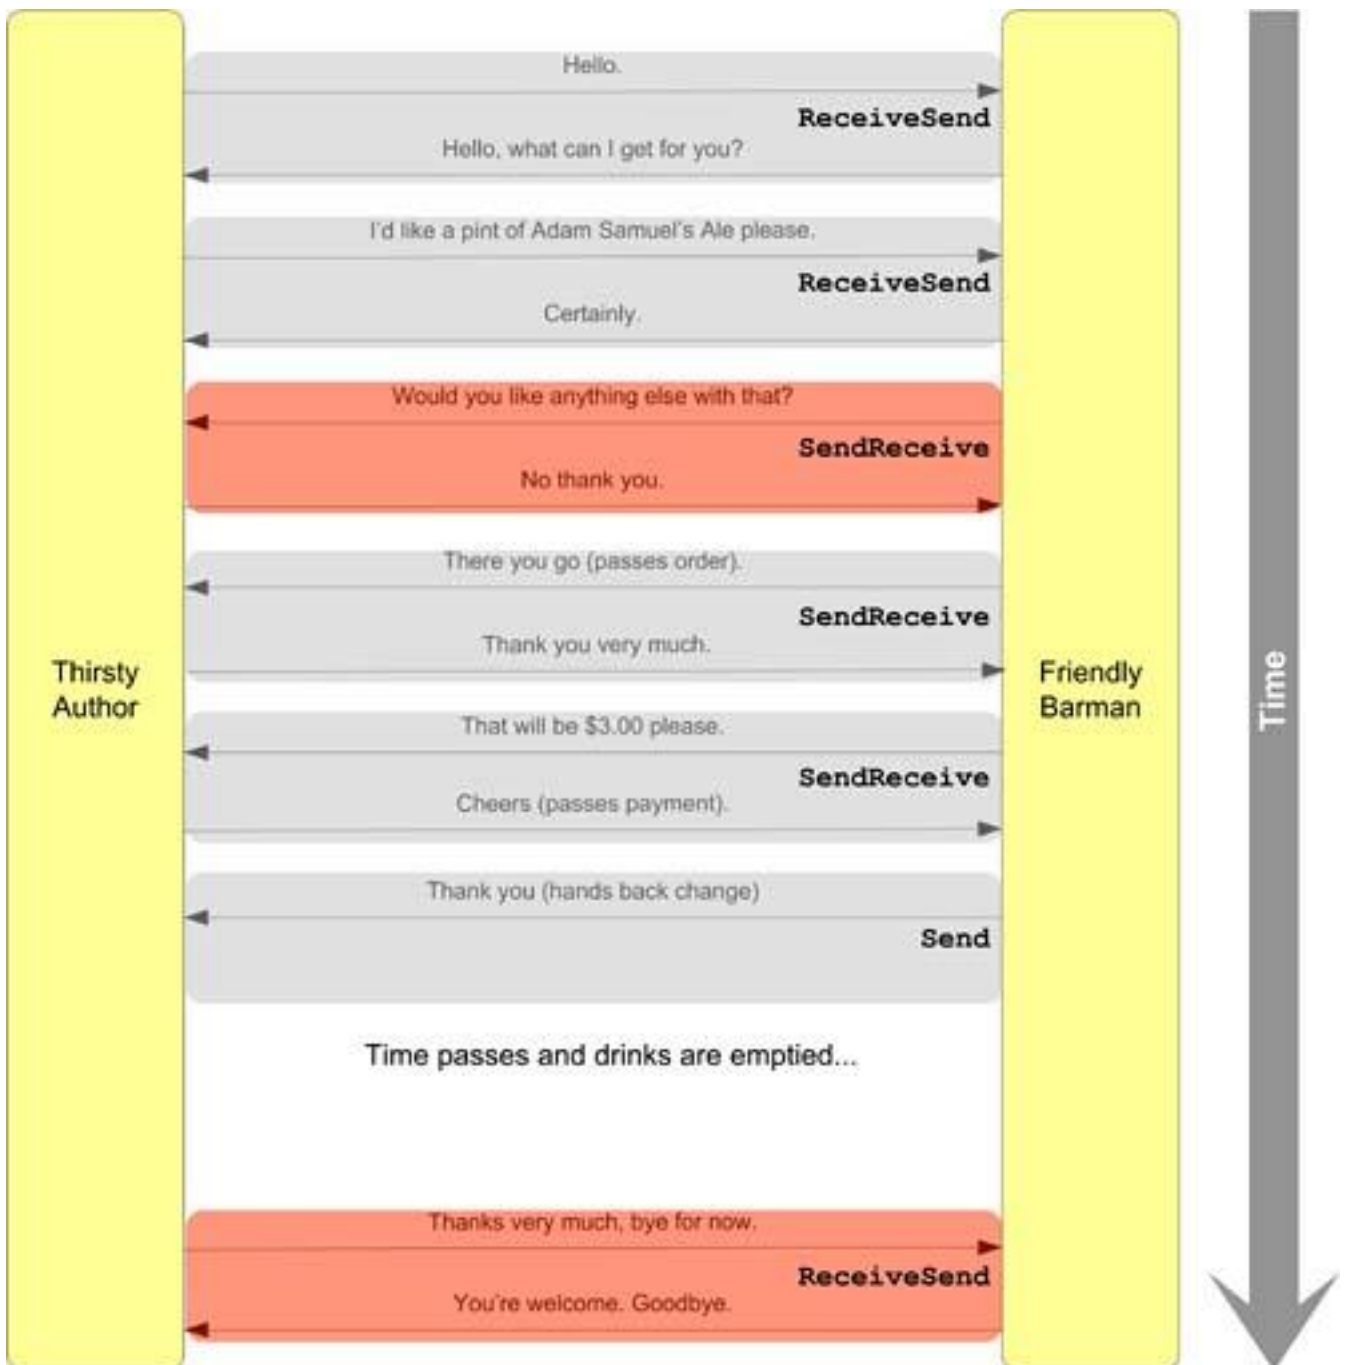 Hello.
ReceiveSend
Hello, what can I get for you?
I'd like a pint of Adam Samuel's Ale please.
ReceiveSend
Certainly.
Would you like anything else with that?
SendReceive
No thank you.
There you go (passes order).
SendReceive
Thank you very much.
Thirsty
Author
Friendly
Barman
Time
That will be $3.00 please.
SendReceive
Cheers (passes payment).
Thank you (hands back change)
Send
Time passes and drinks are emptied...
Thanks very much, bye for now.
ReceiveSend
You're welcome. Goodbye.